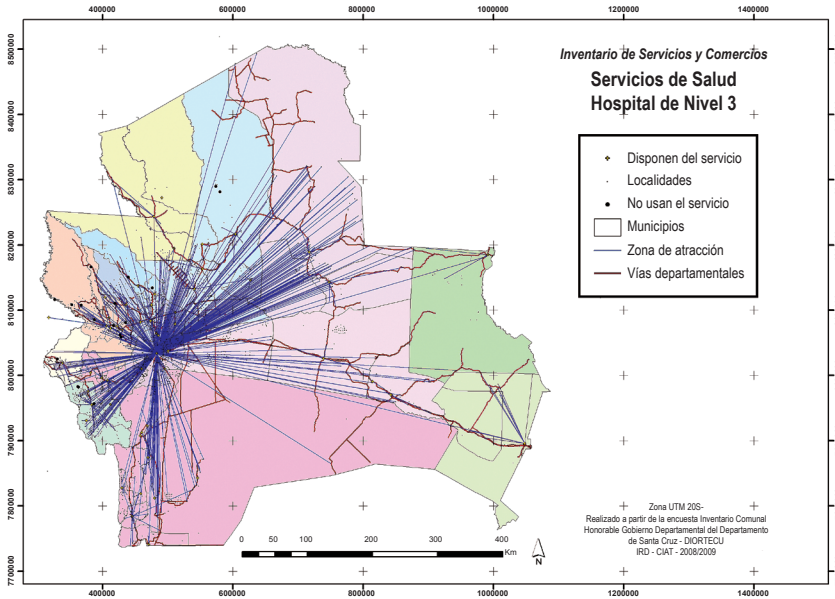 400000 600000 800000 1000000 1200000 1400000
8500000
8400000
8300000
8200000
8100000
8000000
7900000
7800000
7700000
Inventario de Servicios y Comercios
Servicios de Salud
Hospital de Nivel 3
Disponen del servicio
Localidades
No usan el servicio
Municipios
Zona de atracción
Vías departamentales
Zona UTM 20S-
Realizado a partir de la encuesta Inventario Comunal
Honorable Gobierno Departamental del Departamento
de Santa Cruz - DIORTECU
IRD - CIAT - 2008/2009
0 50 100 200 300 400
Km
N
400000 600000 800000 1000000 1200000 1400000